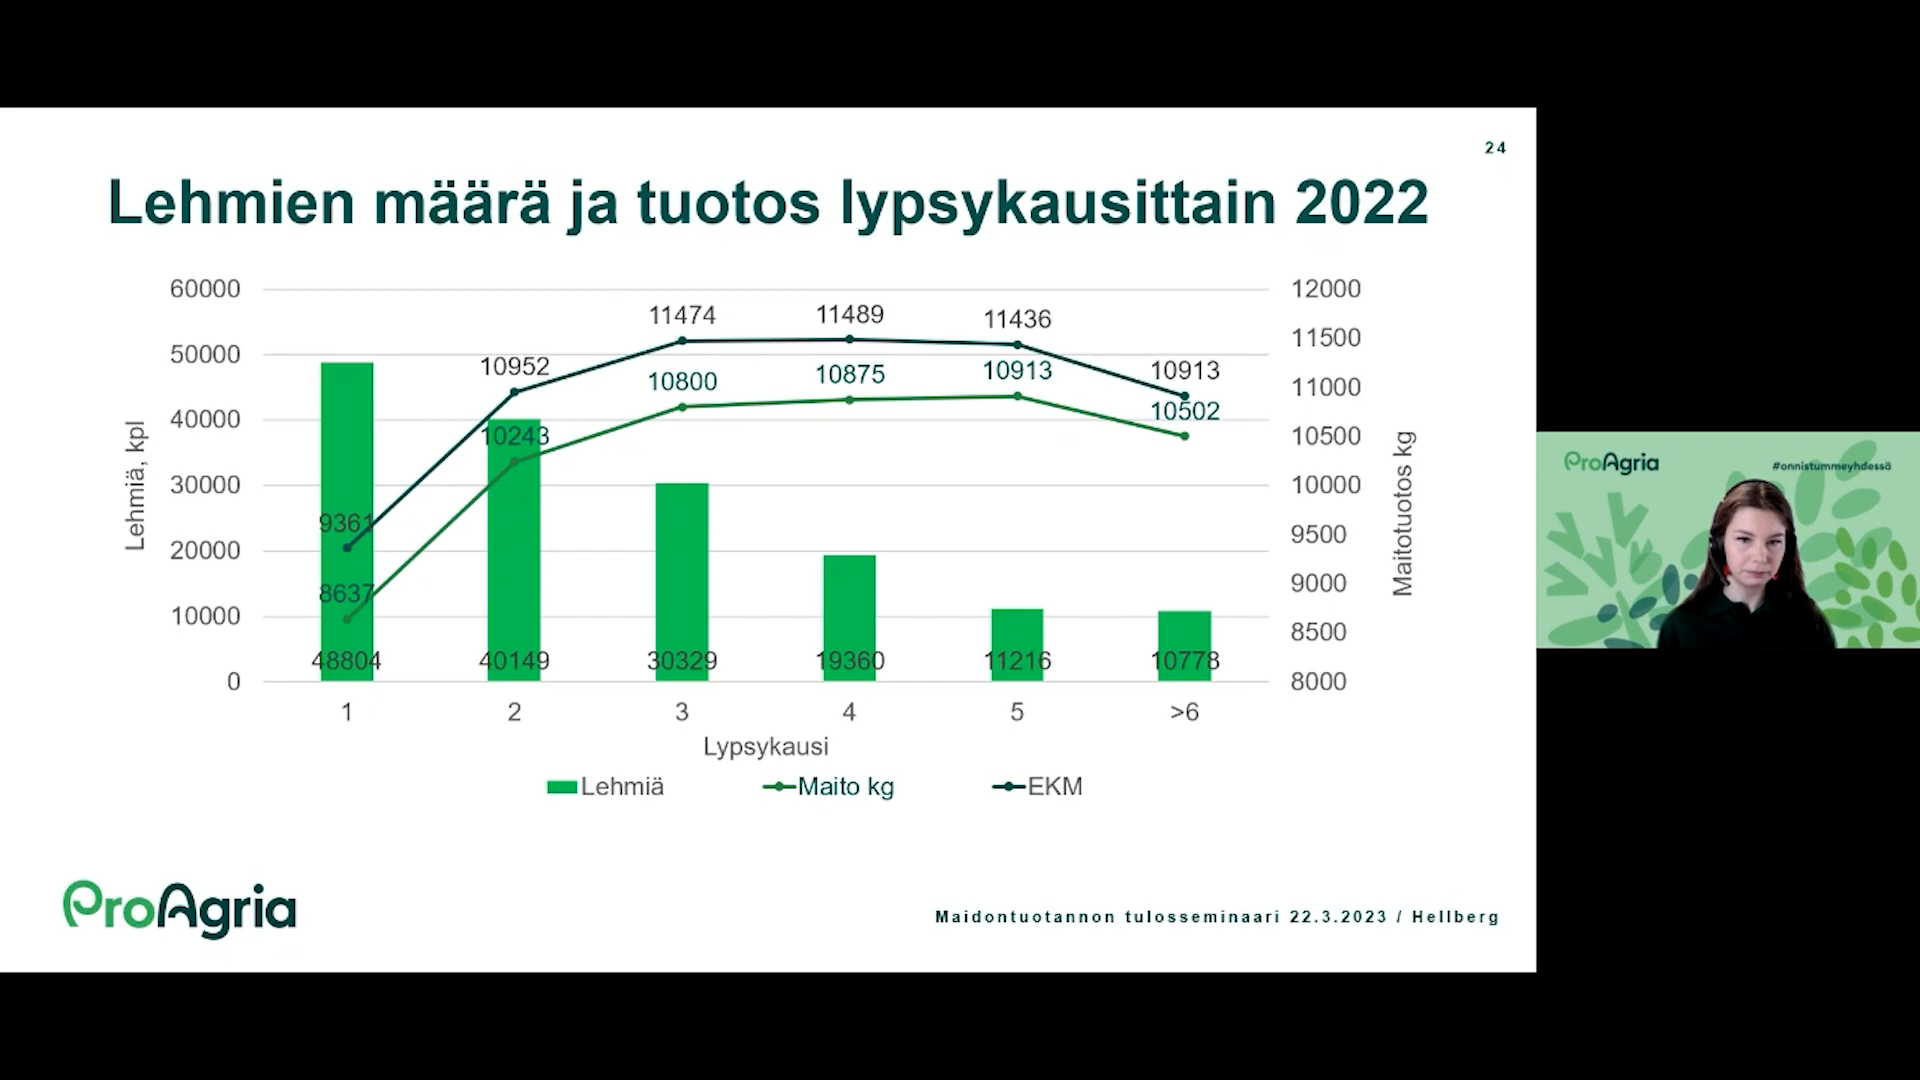 24
Lehmien määrä ja tuotos lypsykausittain 2022
60000
50000
40000
30000
20000
10000
0
Lehmiä, kpl
12000
11500
11000
10500
10000
9500
9000
8500
8000
Maitotuotos kg
11474 11489 11436
10952 10913
10800 10875 10913
10243 10502
9361
8637
48804 40149 30329 19360 11216 10778
1 2 3 4 5 >6
Lypsykausi
Lehmiä Maito kg EKM
ProAgria
Maidontuotannon tulosseminaari 22.3.2023 / Hellberg
ProAgria
#onnistummeyhdessä